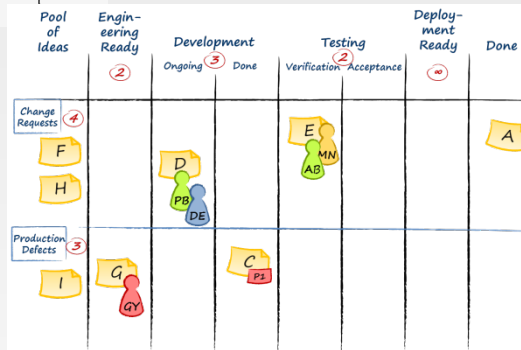 Pool
of
Ideas
Engin-
eering
Ready
2
Development
3
Ongoing
Done
Testing
2
Verification
Acceptance
Deploy-
ment
Ready
∞
Done
Change
Requests
4
F
H
D
PB
DE
E
MN
AB
A
Production
Defects
3
I
G
GY
C
P1